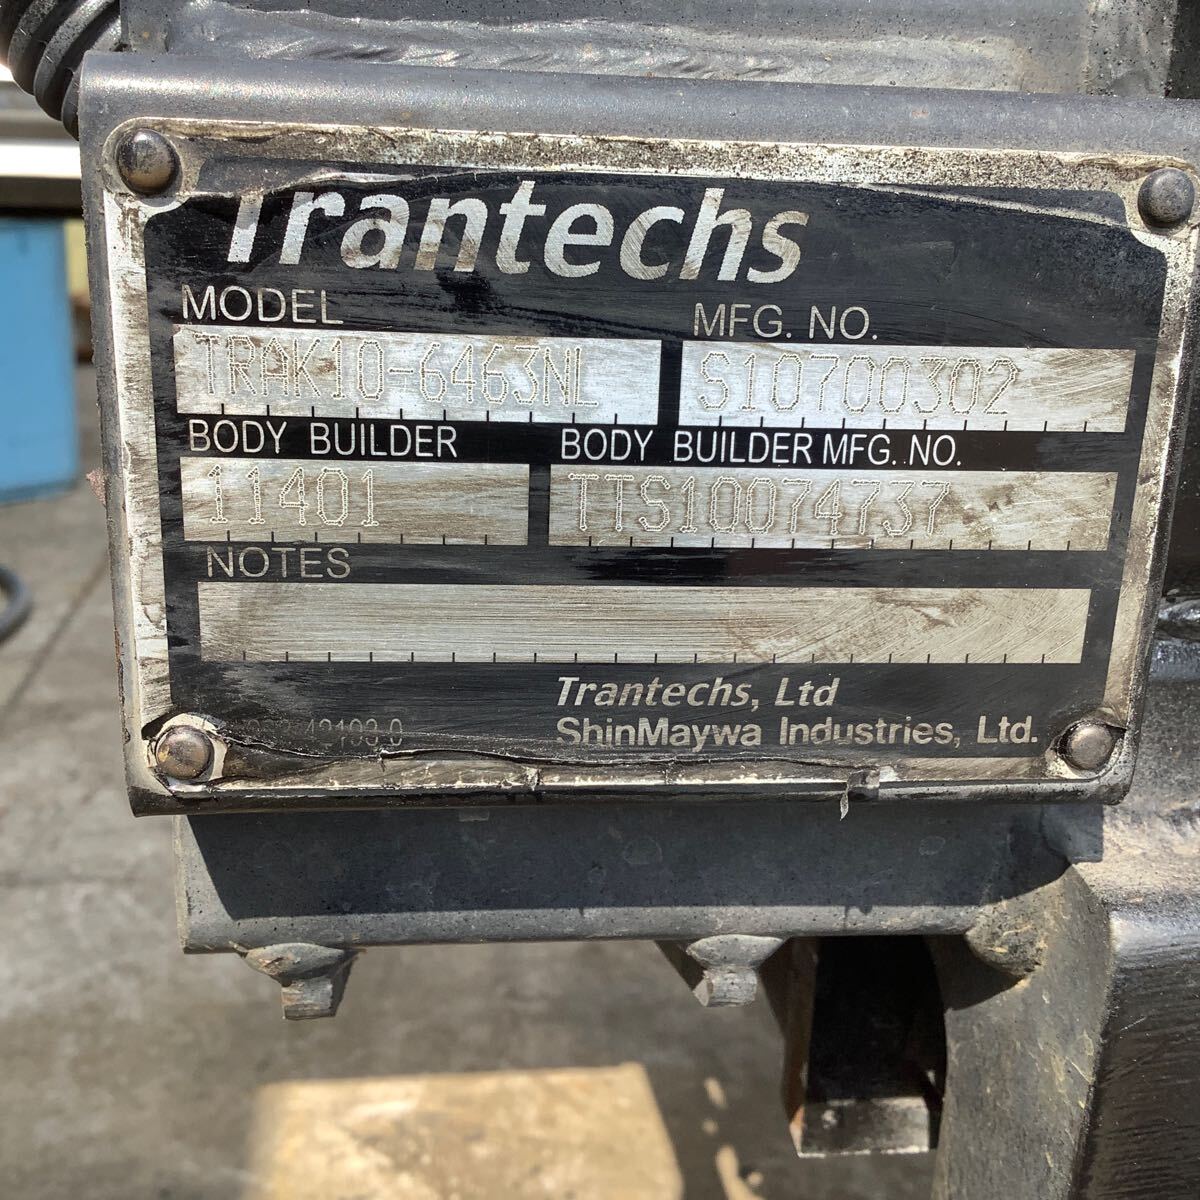 Trantechs
MODEL
MFG. NO.
TRAK10-6463NL
S10700302
BODY BUILDER
BODY BUILDER MFG. NO.
11401
TTS10074737
NOTES
Trantechs, Ltd
ShinMaywa Industries, Ltd.